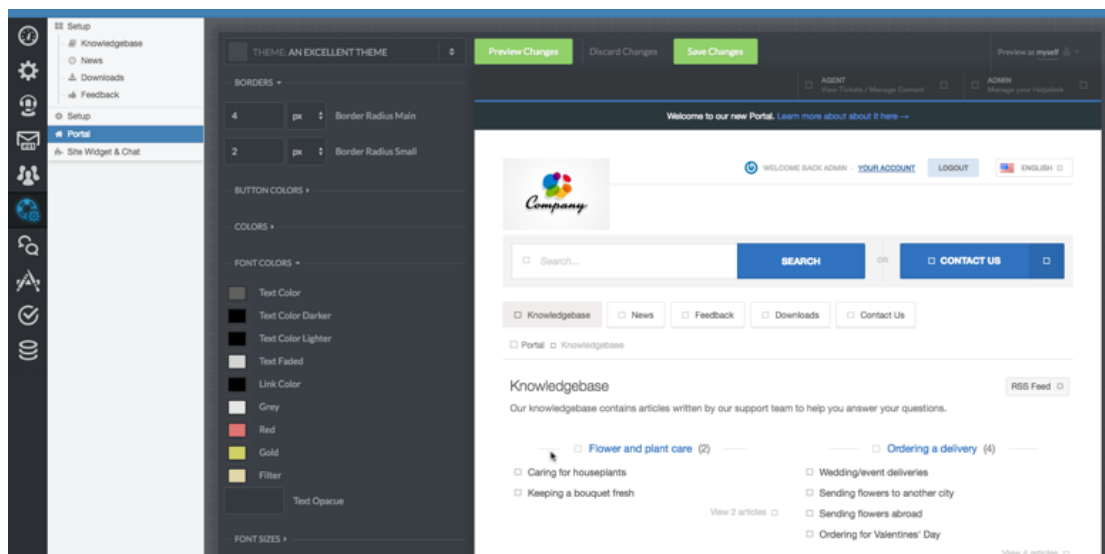 Setup
Knowledgebase
News
Downloads
Feedback
Setup
Portal
Site Widget & Chat
THEME: AN EXCELLENT THEME
BORDERS
4 px Border Radius Main
2 px Border Radius Small
BUTTON COLORS
COLORS
FONT COLORS
Text Color
Text Color Darker
Text Color Lighter
Text Faded
Link Color
Grey
Red
Gold
Filter
Text Opacue
FONT SIZES
Preview Changes Discard Changes Save Changes Preview as myself
AGENT ADMIN
View Tickets / Manage Content Manage your Helpdesk
Welcome to our new Portal. Learn more about about it here →
Company
WELCOME BACK ADMIN - YOUR ACCOUNT LOGOUT ENGLISH
Search... SEARCH OR CONTACT US
Knowledgebase News Feedback Downloads Contact Us
Portal Knowledgebase
Knowledgebase RSS Feed
Our knowledgebase contains articles written by our support team to help you answer your questions.
Flower and plant care (2)
Caring for houseplants
Keeping a bouquet fresh
View 2 articles
Ordering a delivery (4)
Wedding/event deliveries
Sending flowers to another city
Sending flowers abroad
Ordering for Valentines' Day
View 4 articles